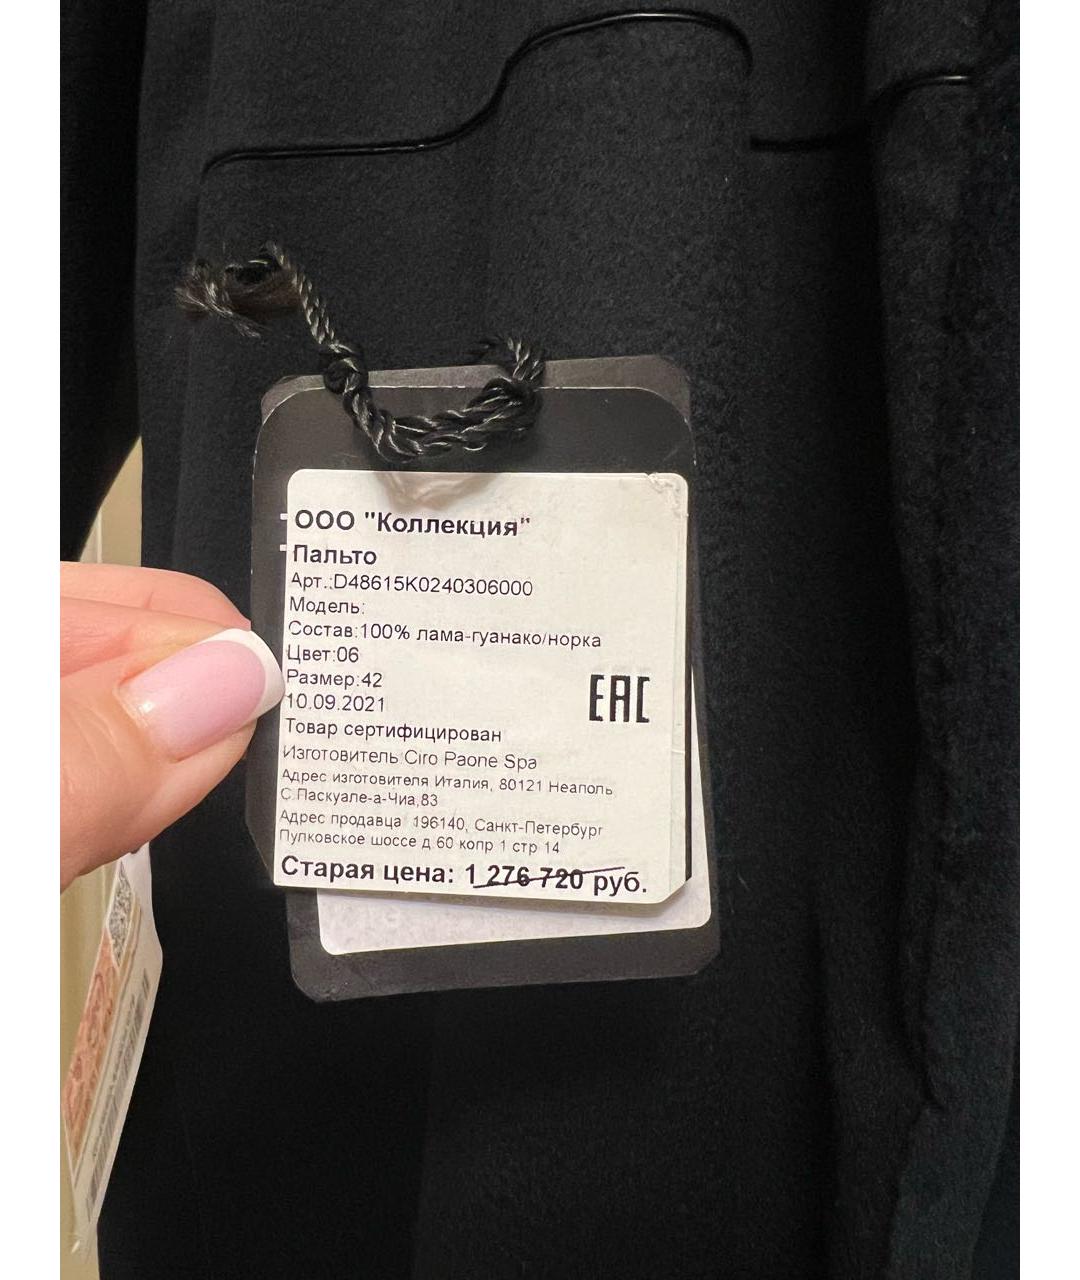 ООО "Коллекция"
Пальто
Арт.:D48615K0240306000
Модель:
Состав:100% лама-гуанако/норка
Цвет:06
Размер:42
10.09.2021
Товар сертифицирован
EAC
Изготовитель:Ciro Paone Spa
Адрес изготовителя Италия, 80121 Неаполь
С.Паскуале-а-Чиа,83
Адрес продавца 196140, Санкт-Петербург
Пулковское шоссе д.60 копр 1 стр 14
Старая цена: 1 276 720 руб.